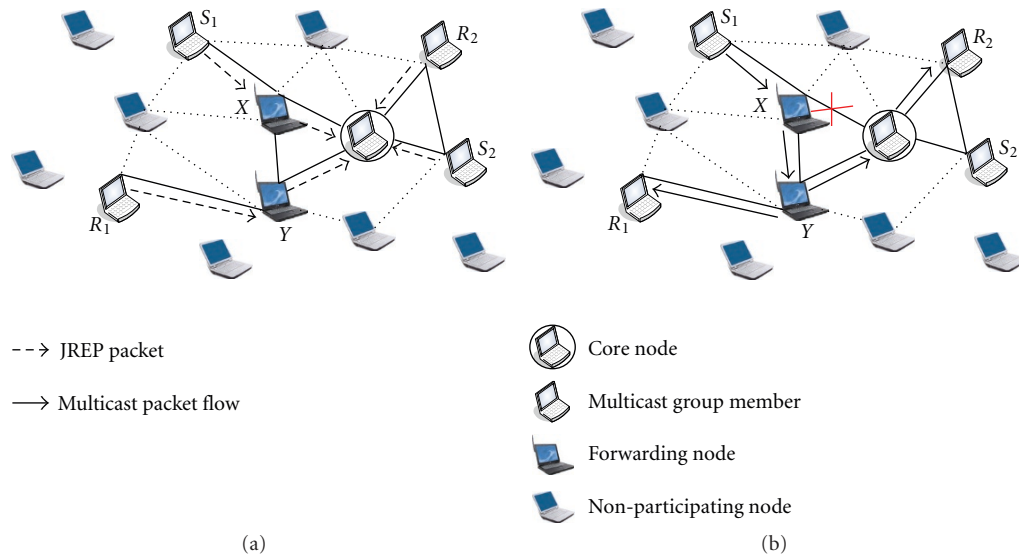 S1
R2
X
S2
R1
Y
S1
R2
X
S2
R1
Y
JREP packet
Multicast packet flow
Core node
Multicast group member
Forwarding node
Non-participating node
(a)
(b)